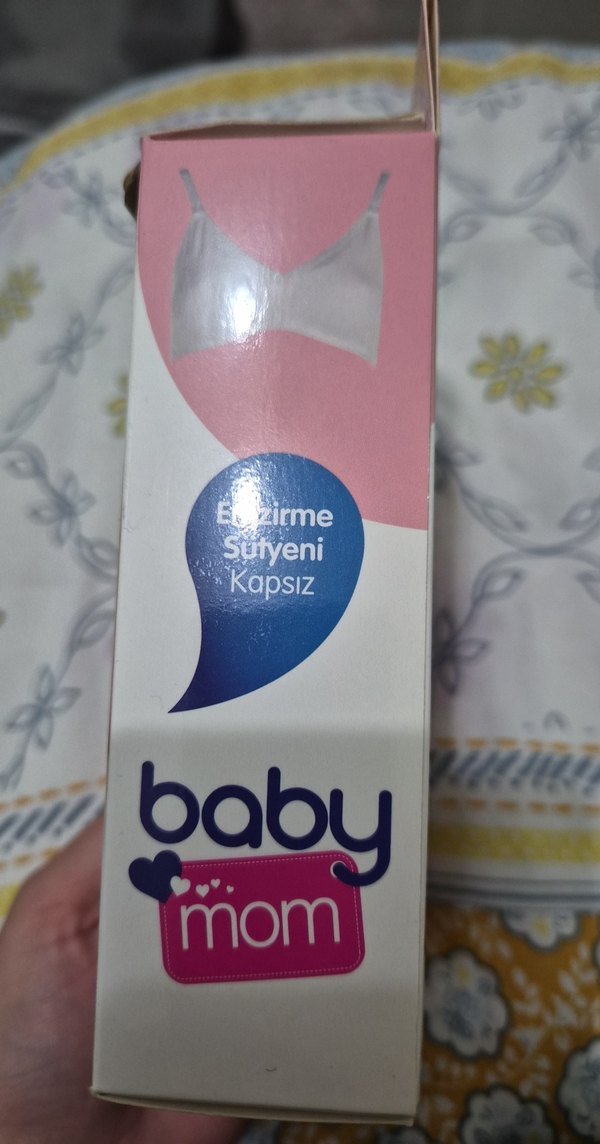 Emzirme
Sütyeni
Kapsız
baby
mom